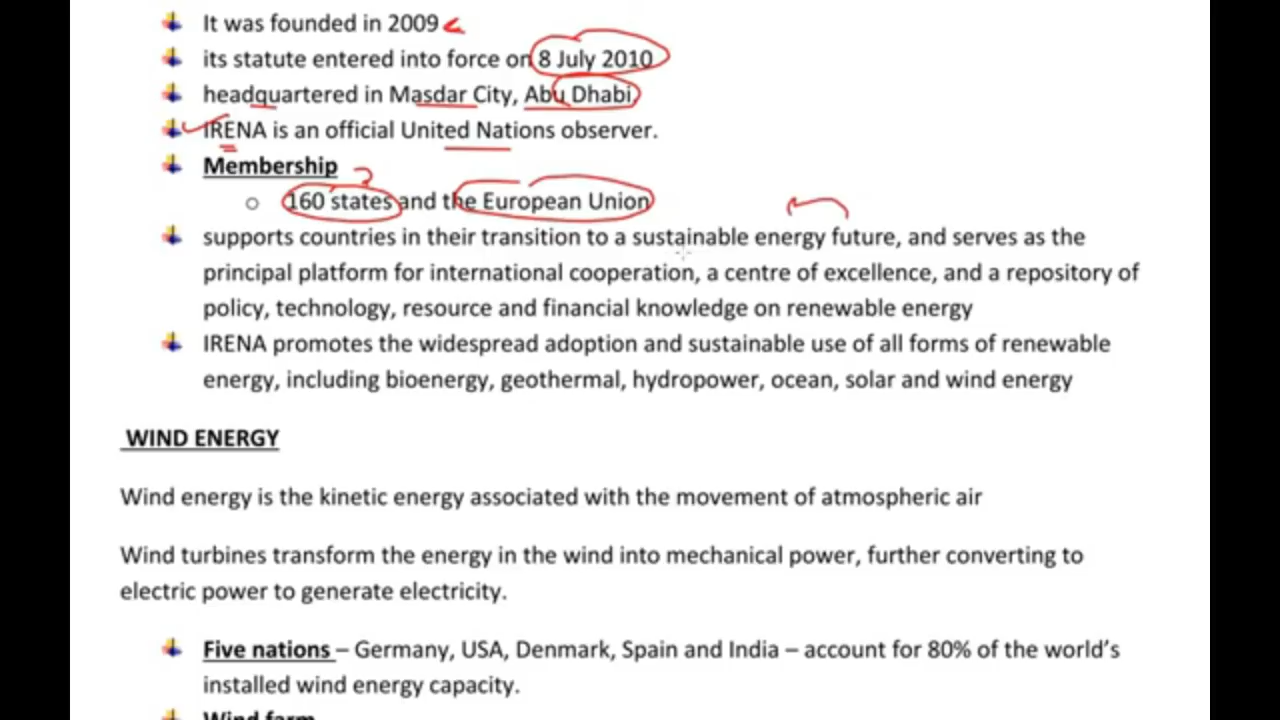 It was founded in 2009
its statute entered into force on 8 July 2010
headquartered in Masdar City, Abu Dhabi,
IRENA is an official United Nations observer.
Membership
160 states and the European Union
supports countries in their transition to a sustainable energy future, and serves as the
principal platform for international cooperation, a centre of excellence, and a repository of
policy, technology, resource and financial knowledge on renewable energy
IRENA promotes the widespread adoption and sustainable use of all forms of renewable
energy, including bioenergy, geothermal, hydropower, ocean, solar and wind energy
WIND ENERGY
Wind energy is the kinetic energy associated with the movement of atmospheric air
Wind turbines transform the energy in the wind into mechanical power, further converting to
electric power to generate electricity.
Five nations – Germany, USA, Denmark, Spain and India – account for 80% of the world's
installed wind energy capacity.
Wind farm